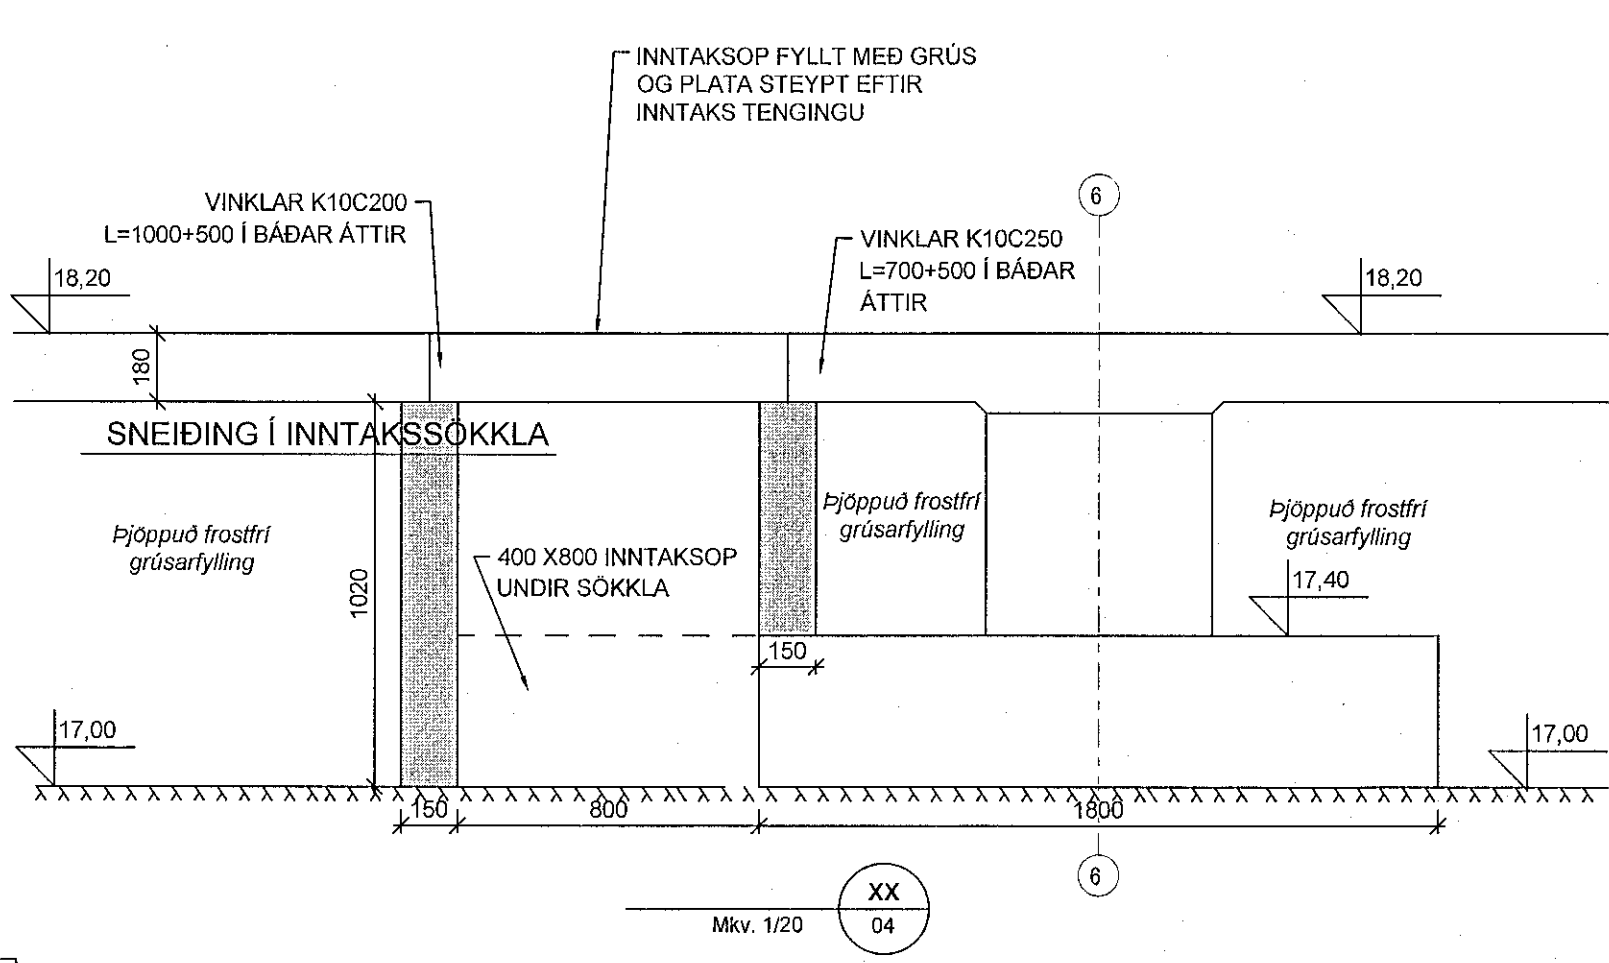 INNTAKSOP FYLLT MEÐ GRÚS
OG PLATA STEYPT EFTIR
INNTAKS TENGINGU
VINKLAR K10C200
L=1000+500 Í BÁÐAR ÁTTIR
6
VINKLAR K10C250
L=700+500 Í BÁÐAR
ÁTTIR
18,20
18,20
180
SNEIÐING Í INNTAKSSÖKKLA
Þjöppuð frostfrí
grúsarfylling
1020
400 X800 INNTAKSOP
UNDIR SÖKKLA
Þjöppuð frostfrí
grúsarfylling
Þjöppuð frostfrí
grúsarfylling
17,40
150
17,00
17,00
150
800
1800
6
XX
Mkv. 1/20
04